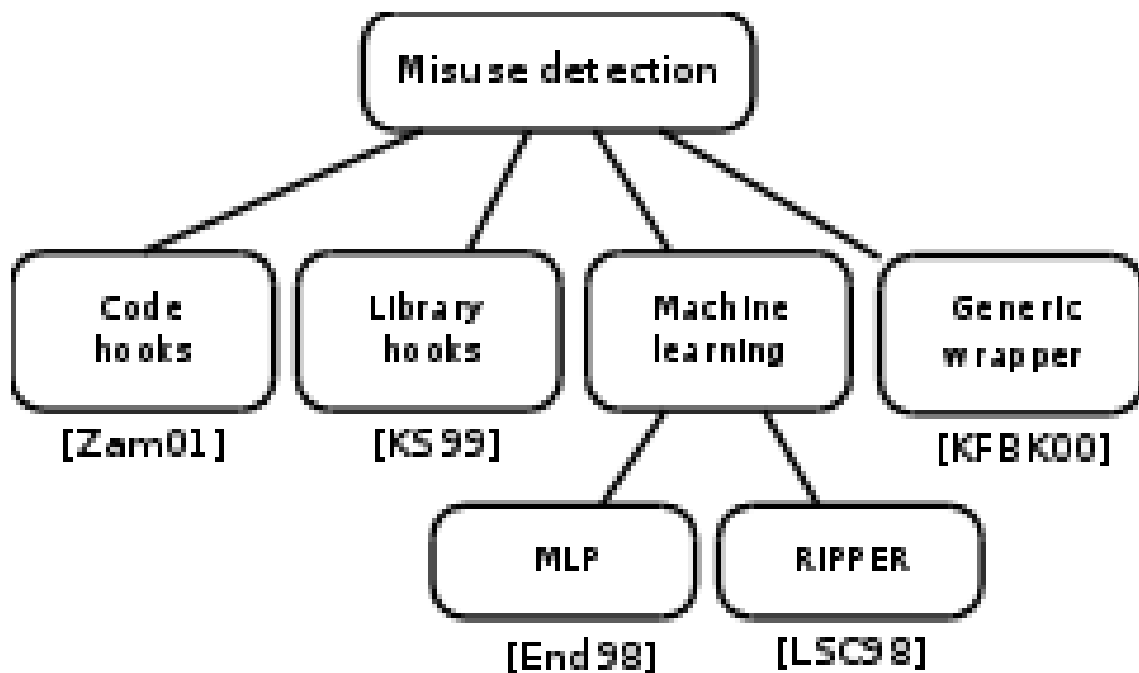 Misuse detection
Code
hooks
Library
hooks
Machine
learning
Generic
wrapper
[Zam01]
[KS99]
[KFBK00]
MLP
RIPPER
[End98]
[LSC98]